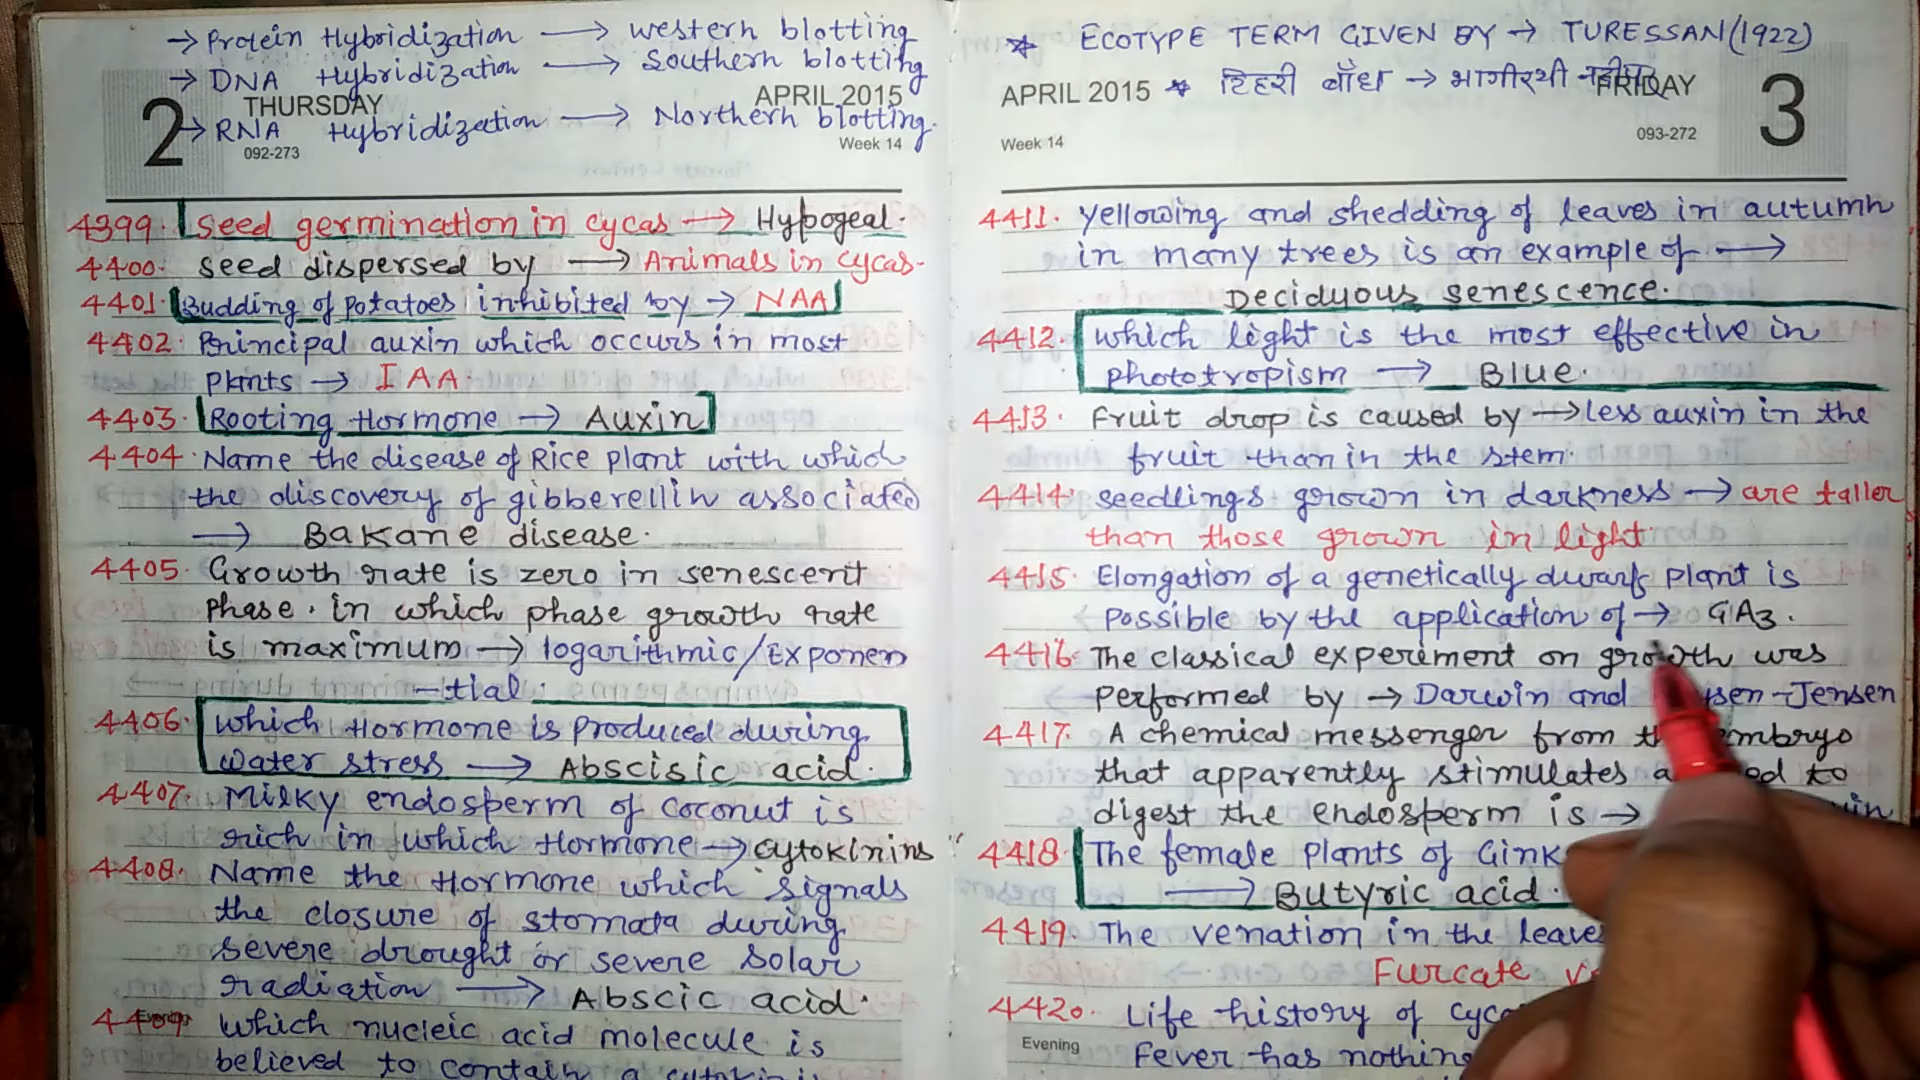 → Protein Hybridization → western blotting
→ DNA Hybridization → Southern blotting
→ RNA Hybridization → Northern blotting.
2
THURSDAY
092-273
APRIL 2015
Week 14
4399. Seed germination in cycas → Hypogeal.
4400. Seed dispersed by → Animals in cycas.
4401. Budding of potatoes inhibited by → NAA
4402. Principal auxin which occurs in most
plants → IAA
4403. Rooting Hormone → Auxin
4404. Name the disease of Rice plant with which
the discovery of gibberellin associated
→ Bakane disease.
4405. Growth rate is zero in senescent
phase. in which phase growth rate
is maximum → logarithmic/Exponen
-tial.
4406. which Hormone is produced during
water stress → Abscisic acid.
4407. Milky endosperm of coconut is
rich in which Hormone → cytokinins
4408. Name the Hormone which signals
the closure of stomata during
severe drought or severe solar
radiation → Abscic acid.
4409. which nucleic acid molecule is
believed to contain a
* ECOTYPE TERM GIVEN BY → TURESSAN (1922)
APRIL 2015 * टिहरी बाँध → भागीरथी
FRIDAY
Week 14
093-272
3
4411. Yellowing and shedding of leaves in autumn
in many trees is an example of →
Deciduous senescence.
4412. which light is the most effective in
phototropism → Blue.
4413. Fruit drop is caused by → less auxin in the
fruit than in the stem.
4414. seedlings grown in darkness → are taller
than those grown in light
4415. Elongation of a genetically dwarf plant is
possible by the application of → GA3.
4416. The classical experiment on growth was
performed by → Darwin and sen-Jensen
4417. A chemical messenger from embryo
that apparently stimulates to
digest the endosperm is →
4418. The female plants of
→ Butyric acid.
4419. The venation in the
Furcate
4420. Life history of
Fever has nothing
Evening